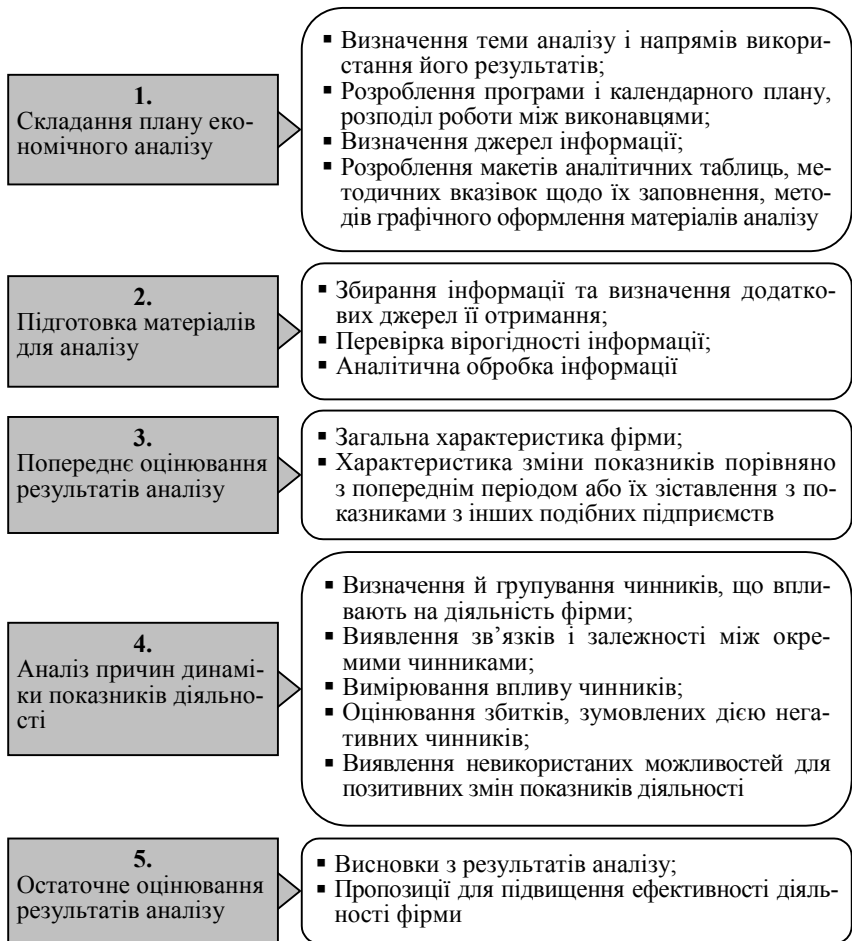 1.
Складання плану еко-
номічного аналізу
▪ Визначення теми аналізу і напрямів викори-
стання його результатів;
▪ Розроблення програми і календарного плану,
розподіл роботи між виконавцями;
▪ Визначення джерел інформації;
▪ Розроблення макетів аналітичних таблиць, ме-
тодичних вказівок щодо їх заповнення, мето-
дів графічного оформлення матеріалів аналізу
2.
Підготовка матеріалів
для аналізу
▪ Збирання інформації та визначення додатко-
вих джерел її отримання;
▪ Перевірка вірогідності інформації;
▪ Аналітична обробка інформації
3.
Попереднє оцінювання
результатів аналізу
▪ Загальна характеристика фірми;
▪ Характеристика зміни показників порівняно
з попереднім періодом або їх зіставлення з по-
казниками з інших подібних підприємств
4.
Аналіз причин динамі-
ки показників діяльно-
сті
▪ Визначення й групування чинників, що впли-
вають на діяльність фірми;
▪ Виявлення зв’язків і залежності між окре-
мими чинниками;
▪ Вимірювання впливу чинників;
▪ Оцінювання збитків, зумовлених дією нега-
тивних чинників;
▪ Виявлення невикористаних можливостей для
позитивних змін показників діяльності
5.
Остаточне оцінювання
результатів аналізу
▪ Висновки з результатів аналізу;
▪ Пропозиції для підвищення ефективності діяль-
ності фірми